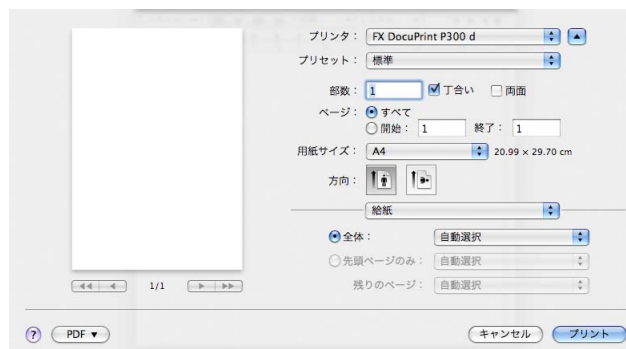 プリンタ： FX DocuPrint P300 d
プリセット： 標準
部数： 1 丁合い 両面
ページ： すべて
開始： 1 終了： 1
用紙サイズ： A4 20.99 × 29.70 cm
方向：
給紙
全体： 自動選択
先頭ページのみ： 自動選択
残りのページ： 自動選択
1/1
? PDF ▼ キャンセル プリント